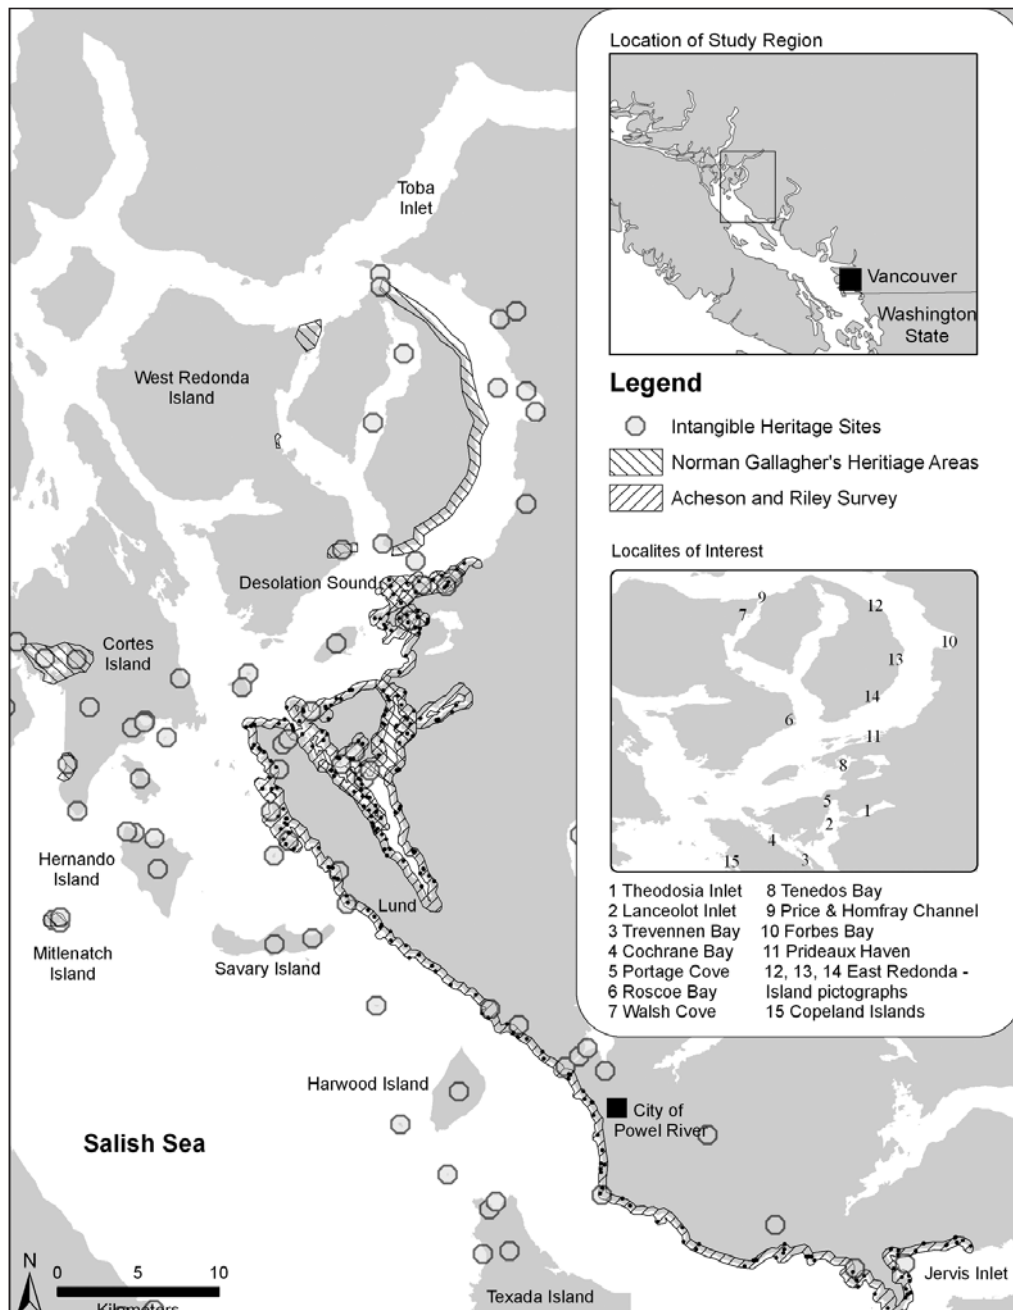 Location of Study Region
Vancouver
Washington
State
Legend
Intangible Heritage Sites
Norman Gallagher's Heritiage Areas
Acheson and Riley Survey
Localites of Interest
9
7
12
10
13
14
6
11
8
5
1
2
4
15
3
1 Theodosia Inlet
2 Lanceolot Inlet
3 Trevennen Bay
4 Cochrane Bay
5 Portage Cove
6 Roscoe Bay
7 Walsh Cove
8 Tenedos Bay
9 Price & Homfray Channel
10 Forbes Bay
11 Prideaux Haven
12, 13, 14 East Redonda -
Island pictographs
15 Copeland Islands
Toba
Inlet
West Redonda
Island
Desolation Sound
Cortes
Island
Hernando
Island
Lund
Mitlenatch
Island
Savary Island
Harwood Island
City of
Powel River
Salish Sea
Jervis Inlet
Texada Island
N
0 5 10
Kilometers